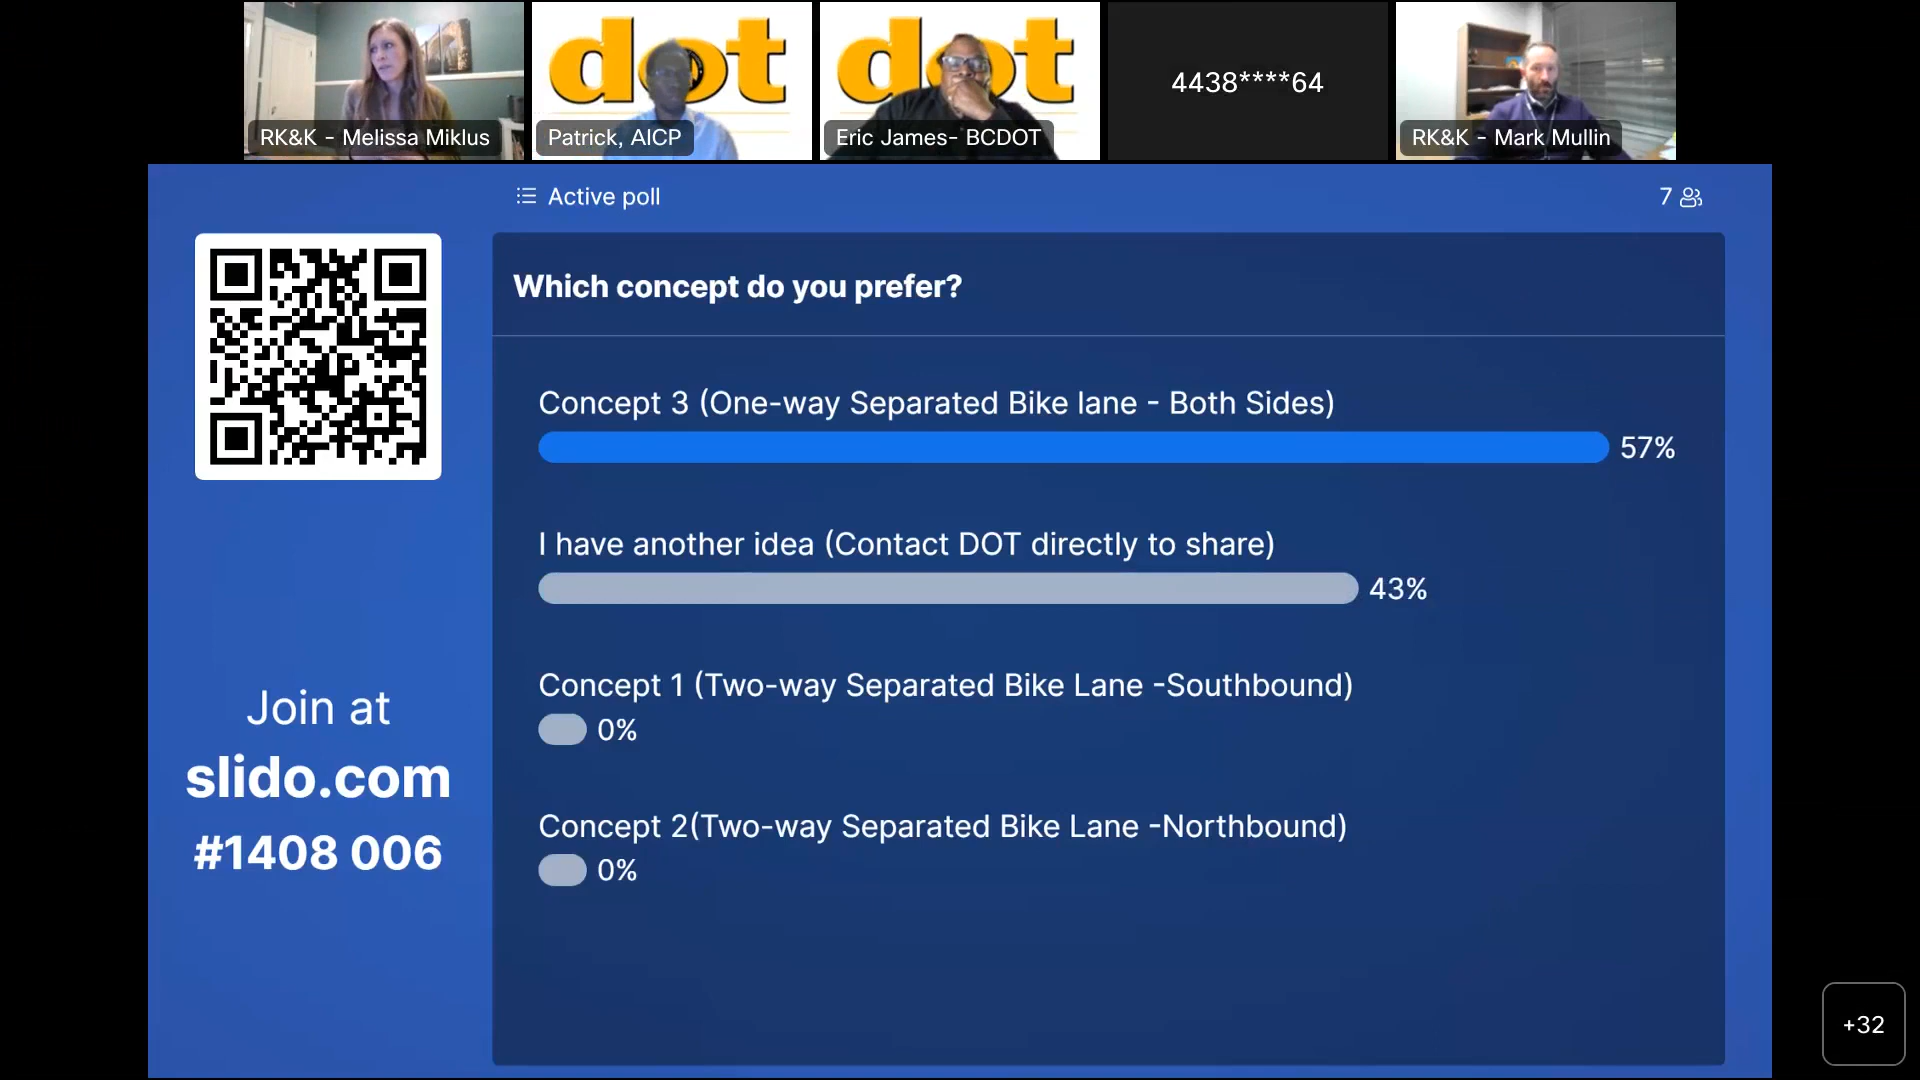 dot
dot
4438****64
RK&K - Melissa Miklus
Patrick, AICP
Eric James- BCDOT
RK&K - Mark Mullin
Active poll
7
Which concept do you prefer?
Concept 3 (One-way Separated Bike lane - Both Sides)
57%
I have another idea (Contact DOT directly to share)
43%
Concept 1 (Two-way Separated Bike Lane -Southbound)
0%
Concept 2(Two-way Separated Bike Lane -Northbound)
0%
Join at
slido.com
#1408 006
+32